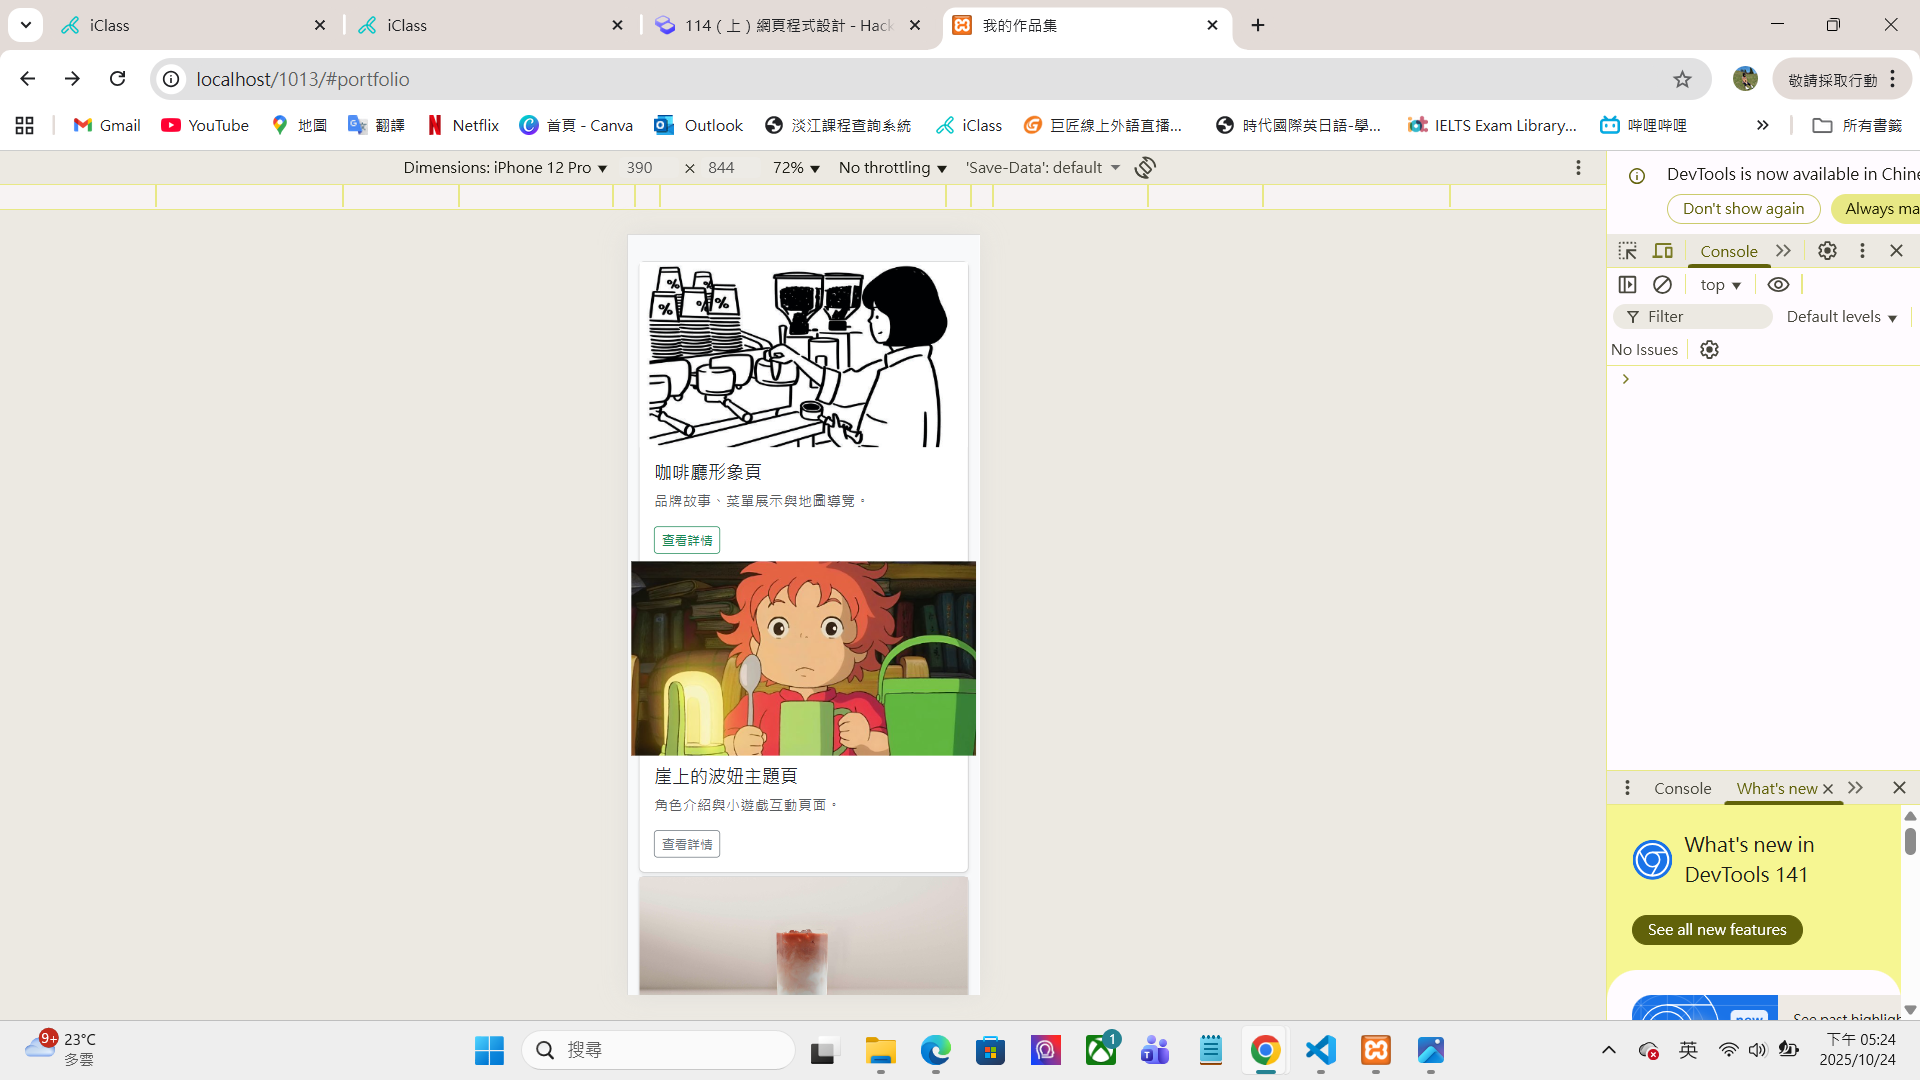 iClass
iClass
114（上）網頁程式設計 - Hack
我的作品集
localhost/1013/#portfolio
敬請採取行動
Gmail
YouTube
地圖
翻譯
Netflix
首頁 - Canva
Outlook
淡江課程查詢系統
iClass
巨匠線上外語直播...
時代國際英日語-學...
IELTS Exam Library...
哔哩哔哩
所有書籤
Dimensions: iPhone 12 Pro
390
×
844
72%
No throttling
'Save-Data': default
DevTools is now available in Chine
Don't show again
Always ma
Console
top
Filter
Default levels
No Issues
%
%
%
%
%
咖啡廳形象頁
品牌故事、菜單展示與地圖導覽。
查看詳情
崖上的波妞主題頁
角色介紹與小遊戲互動頁面。
查看詳情
Console
What's new
What's new in
DevTools 141
See all new features
new
See past highlig
9+
23°C
多雲
搜尋
1
英
下午 05:24
2025/10/24